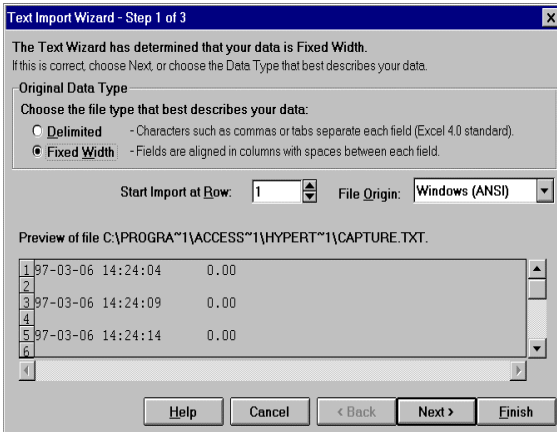 Text Import Wizard - Step 1 of 3
The Text Wizard has determined that your data is Fixed Width.
If this is correct, choose Next, or choose the Data Type that best describes your data.
Original Data Type
Choose the file type that best describes your data:
Delimited - Characters such as commas or tabs separate each field (Excel 4.0 standard).
Fixed Width - Fields are aligned in columns with spaces between each field.
Start Import at Row: 1 File Origin: Windows (ANSI)
Preview of file C:\PROGRA~1\ACCESS~1\HYPERT~1\CAPTURE.TXT.
1 97-03-06 14:24:04 0.00
2
3 97-03-06 14:24:09 0.00
4
5 97-03-06 14:24:14 0.00
6
Help Cancel < Back Next > Finish